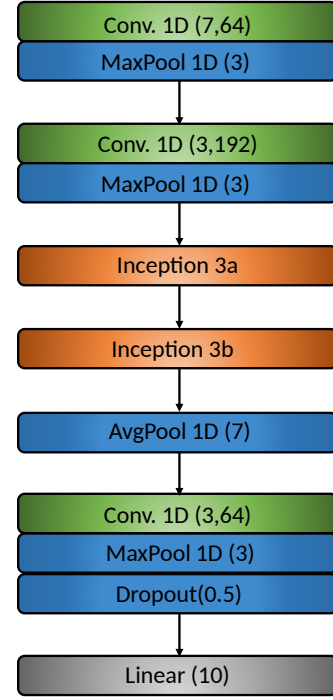 Conv. 1D (7,64)
MaxPool 1D (3)
Conv. 1D (3,192)
MaxPool 1D (3)
Inception 3a
Inception 3b
AvgPool 1D (7)
Conv. 1D (3,64)
MaxPool 1D (3)
Dropout(0.5)
Linear (10)